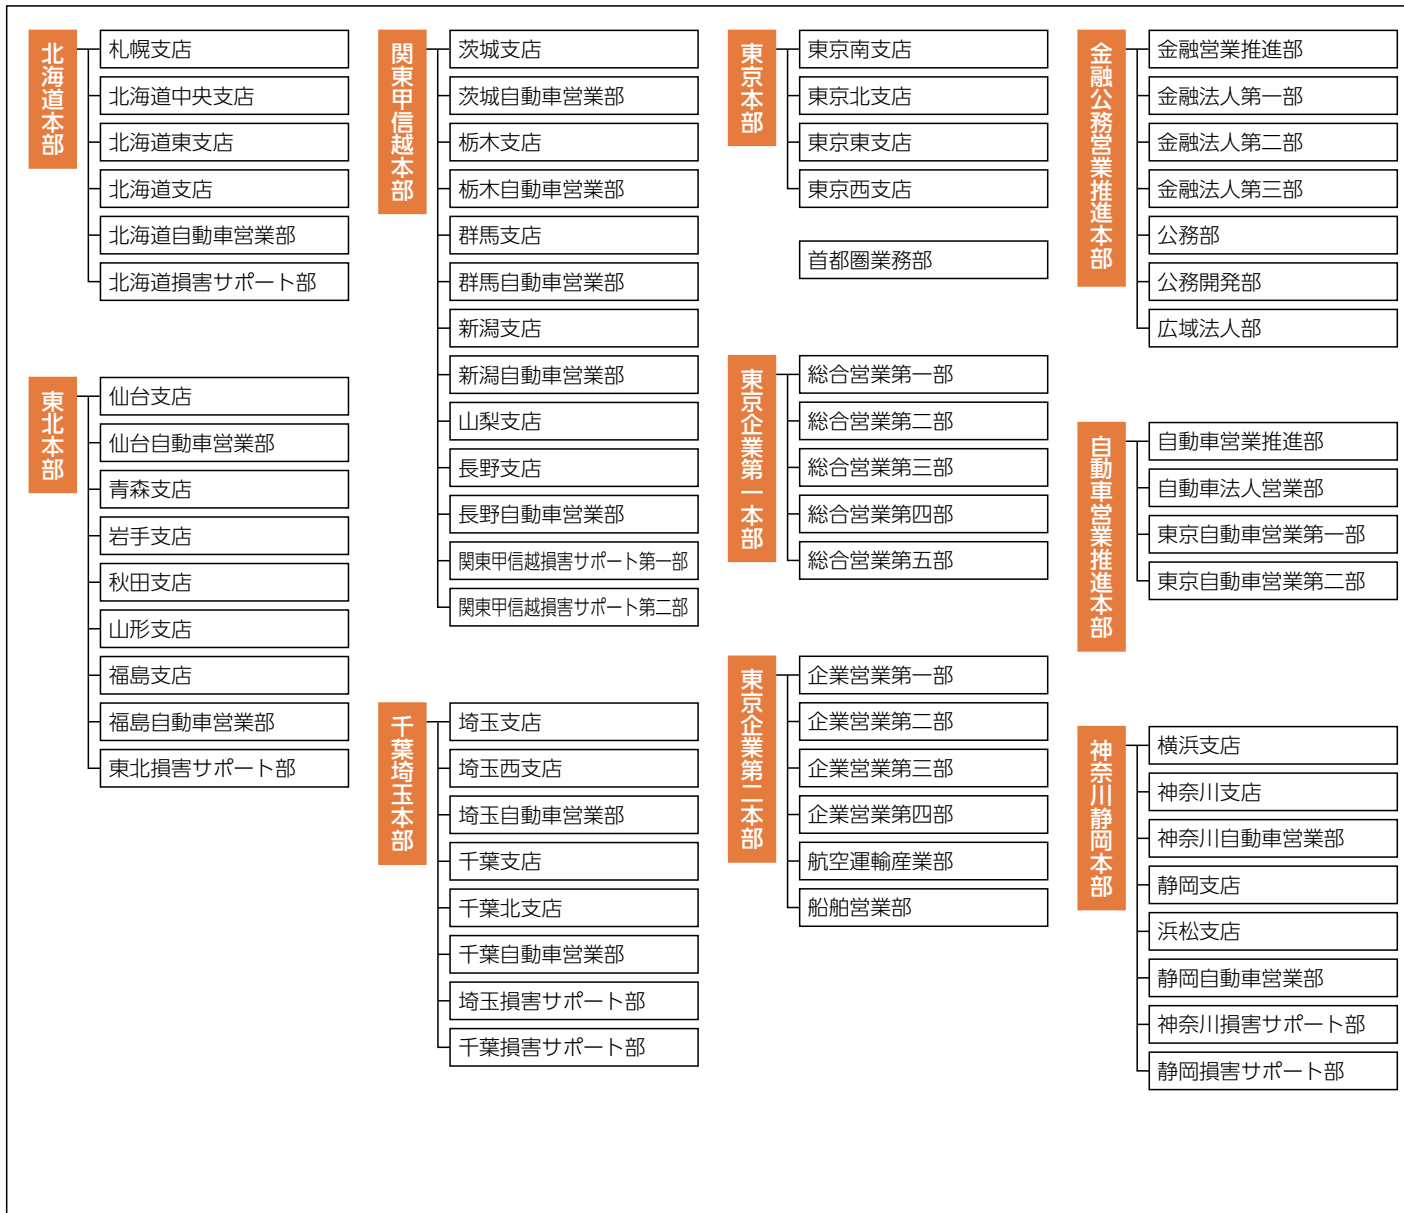 北海道本部
札幌支店
北海道中央支店
北海道東支店
北海道支店
北海道自動車営業部
北海道損害サポート部
東北本部
仙台支店
仙台自動車営業部
青森支店
岩手支店
秋田支店
山形支店
福島支店
福島自動車営業部
東北損害サポート部
関東甲信越本部
茨城支店
茨城自動車営業部
栃木支店
栃木自動車営業部
群馬支店
群馬自動車営業部
新潟支店
新潟自動車営業部
山梨支店
長野支店
長野自動車営業部
関東甲信越損害サポート第一部
関東甲信越損害サポート第二部
千葉埼玉本部
埼玉支店
埼玉西支店
埼玉自動車営業部
千葉支店
千葉北支店
千葉自動車営業部
埼玉損害サポート部
千葉損害サポート部
東京本部
東京南支店
東京北支店
東京東支店
東京西支店
首都圏業務部
東京企業第一本部
総合営業第一部
総合営業第二部
総合営業第三部
総合営業第四部
総合営業第五部
東京企業第二本部
企業営業第一部
企業営業第二部
企業営業第三部
企業営業第四部
航空運輸産業部
船舶営業部
金融公務営業推進本部
金融営業推進部
金融法人第一部
金融法人第二部
金融法人第三部
公務部
公務開発部
広域法人部
自動車営業推進本部
自動車営業推進部
自動車法人営業部
東京自動車営業第一部
東京自動車営業第二部
神奈川静岡本部
横浜支店
神奈川支店
神奈川自動車営業部
静岡支店
浜松支店
静岡自動車営業部
神奈川損害サポート部
静岡損害サポート部